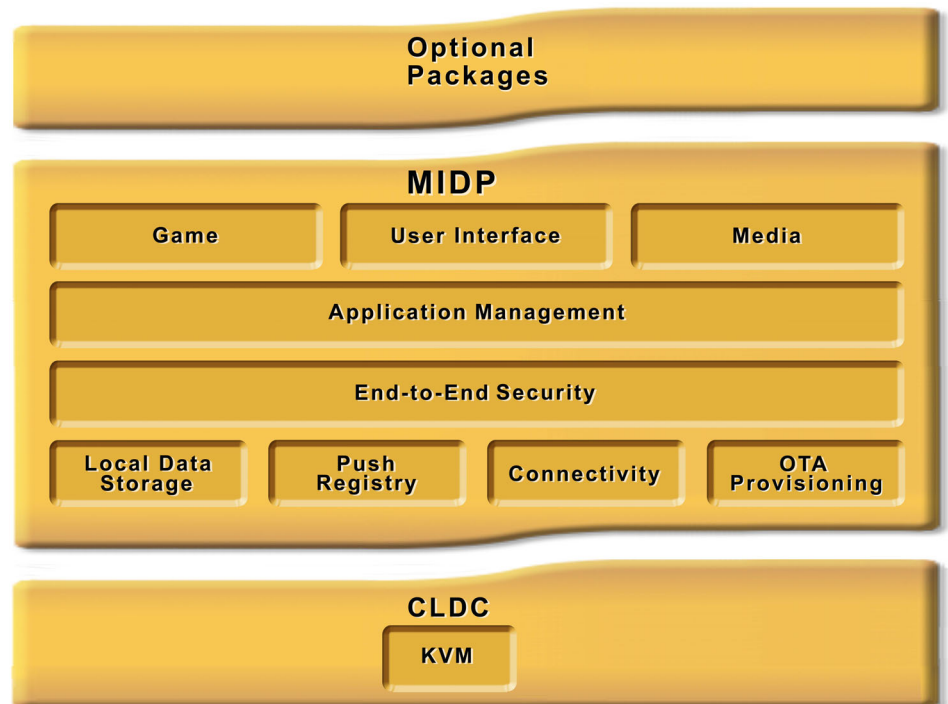 Optional
Packages
MIDP
Game
User Interface
Media
Application Management
End-to-End Security
Local Data
Storage
Push
Registry
Connectivity
OTA
Provisioning
CLDC
KVM